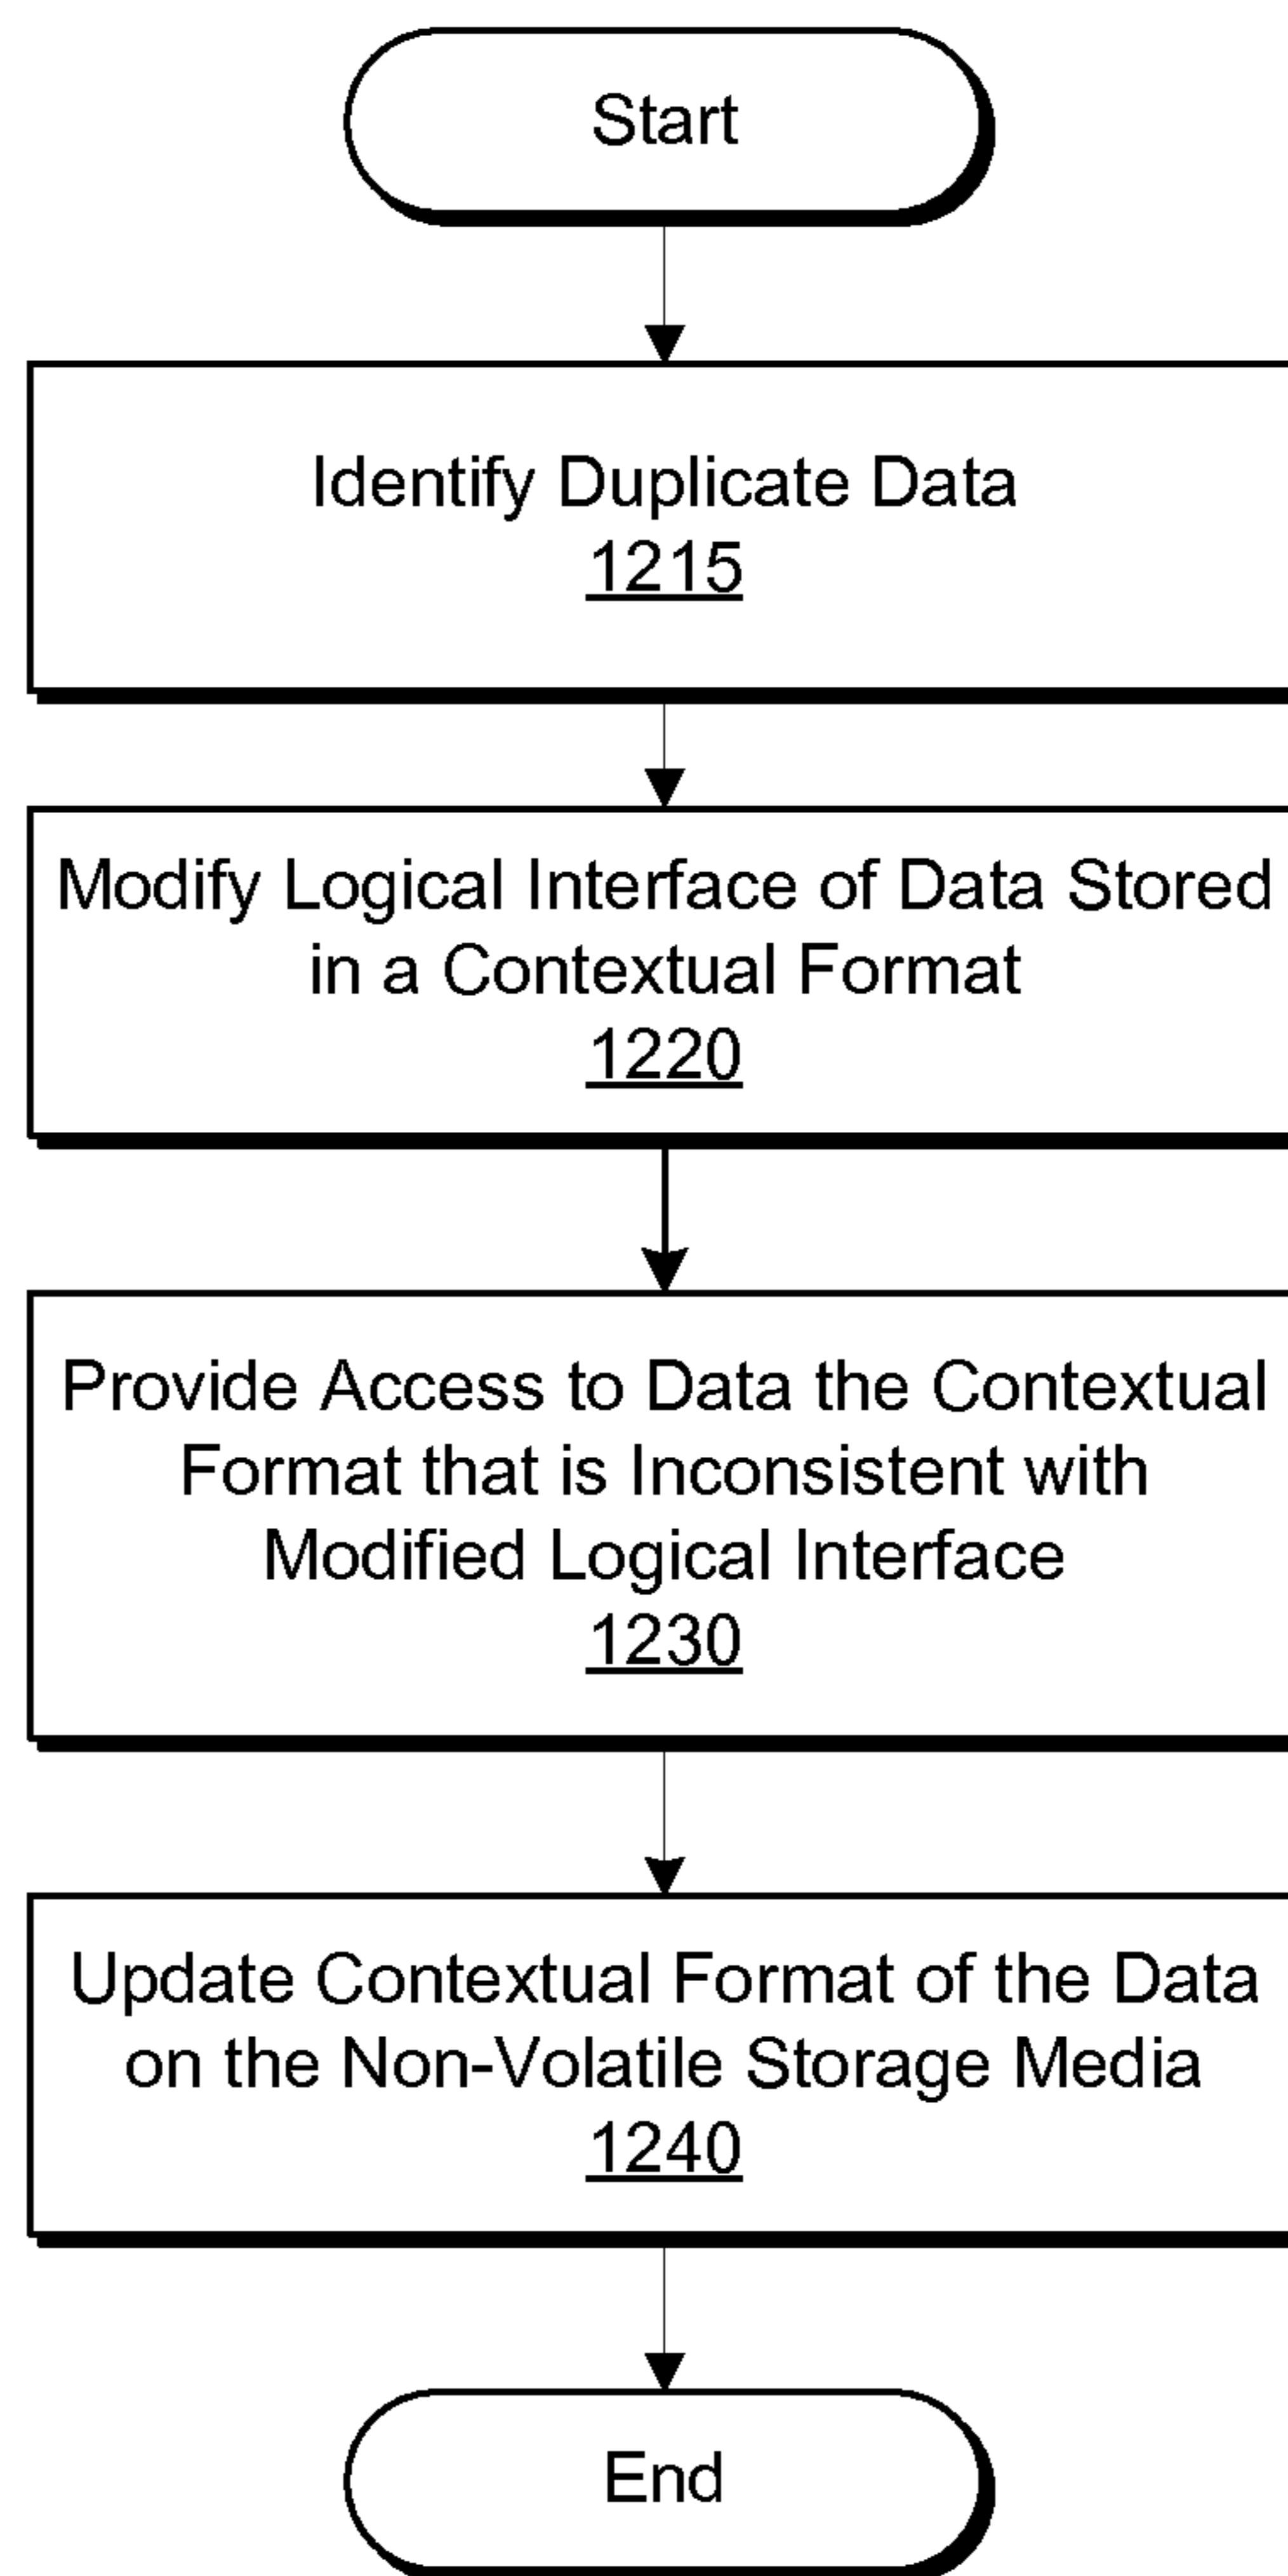 Start
Identify Duplicate Data
1215
Modify Logical Interface of Data Stored
in a Contextual Format
1220
Provide Access to Data the Contextual
Format that is Inconsistent with
Modified Logical Interface
1230
Update Contextual Format of the Data
on the Non-Volatile Storage Media
1240
End